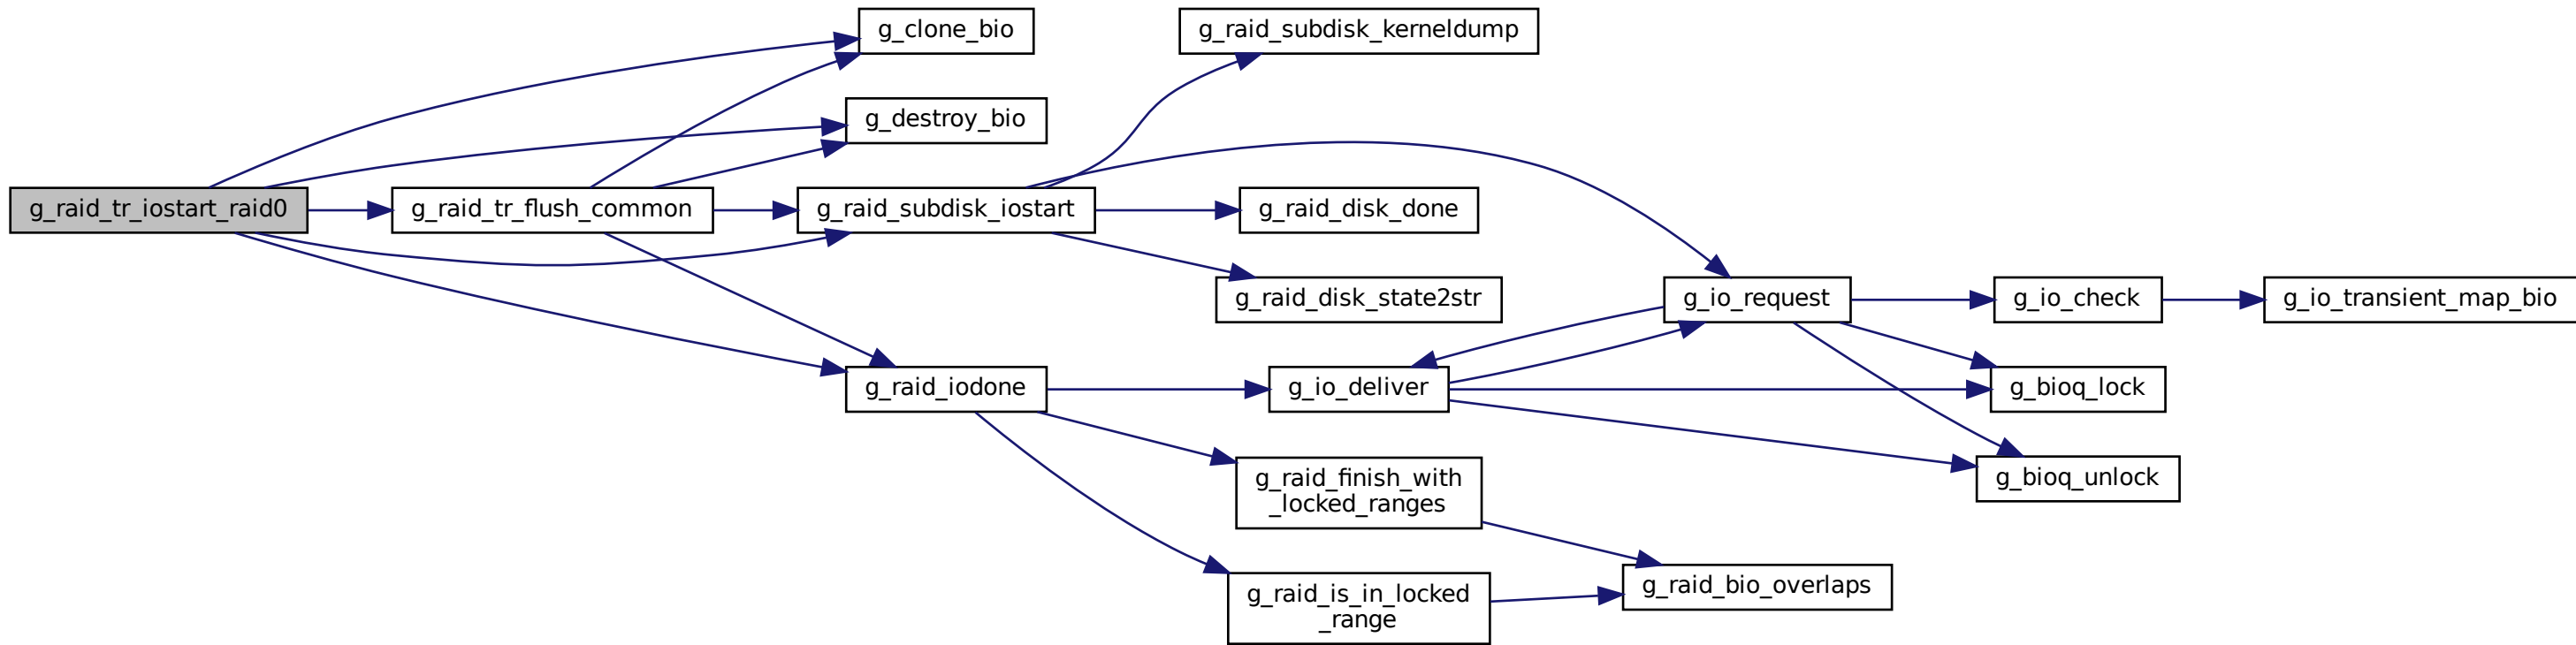 g_clone_bio
g_raid_subdisk_kerneldump
g_destroy_bio
g_raid_tr_iostart_raid0
g_raid_tr_flush_common
g_raid_subdisk_iostart
g_raid_disk_done
g_raid_disk_state2str
g_io_request
g_io_check
g_io_transient_map_bio
g_raid_iodone
g_io_deliver
g_bioq_lock
g_raid_finish_with
_locked_ranges
g_bioq_unlock
g_raid_is_in_locked
_range
g_raid_bio_overlaps